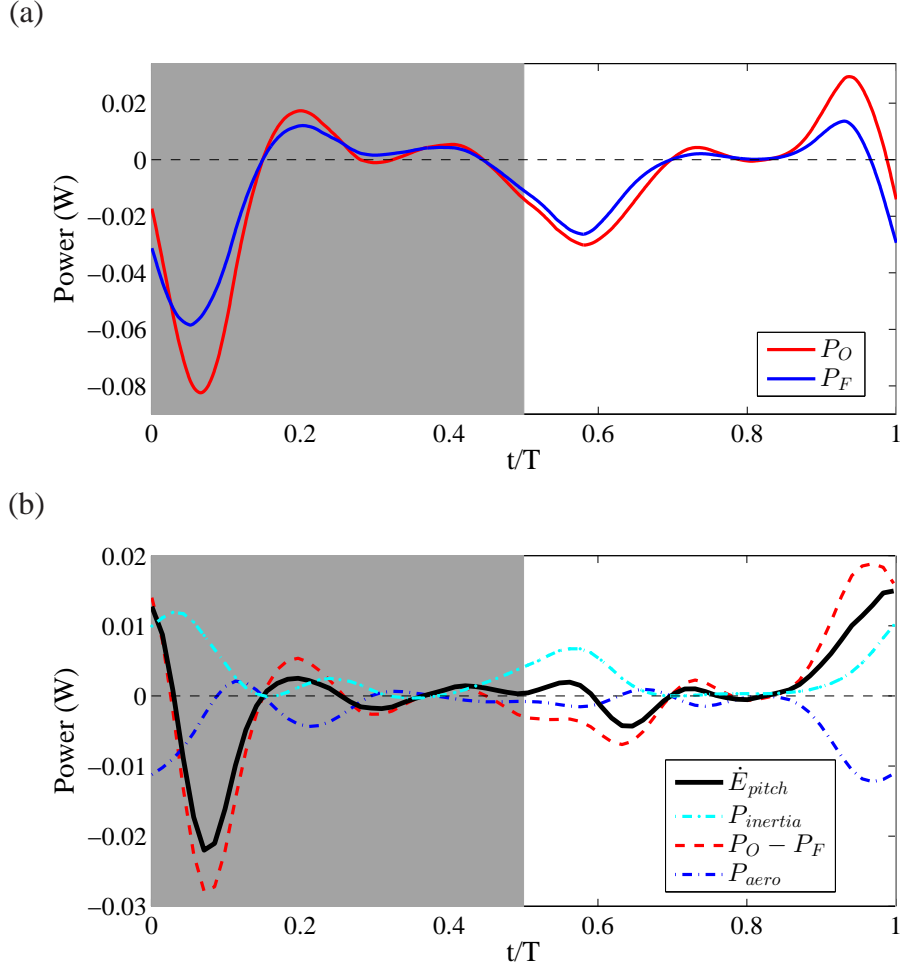 (a)
0.02
0
−0.02
−0.04
−0.06
−0.08
Power (W)
P_O
P_F
0 0.2 0.4 0.6 0.8 1
t/T
(b)
0.02
0.01
0
−0.01
−0.02
−0.03
Power (W)
Ė_pitch
P_inertia
P_O − P_F
P_aero
0 0.2 0.4 0.6 0.8 1
t/T